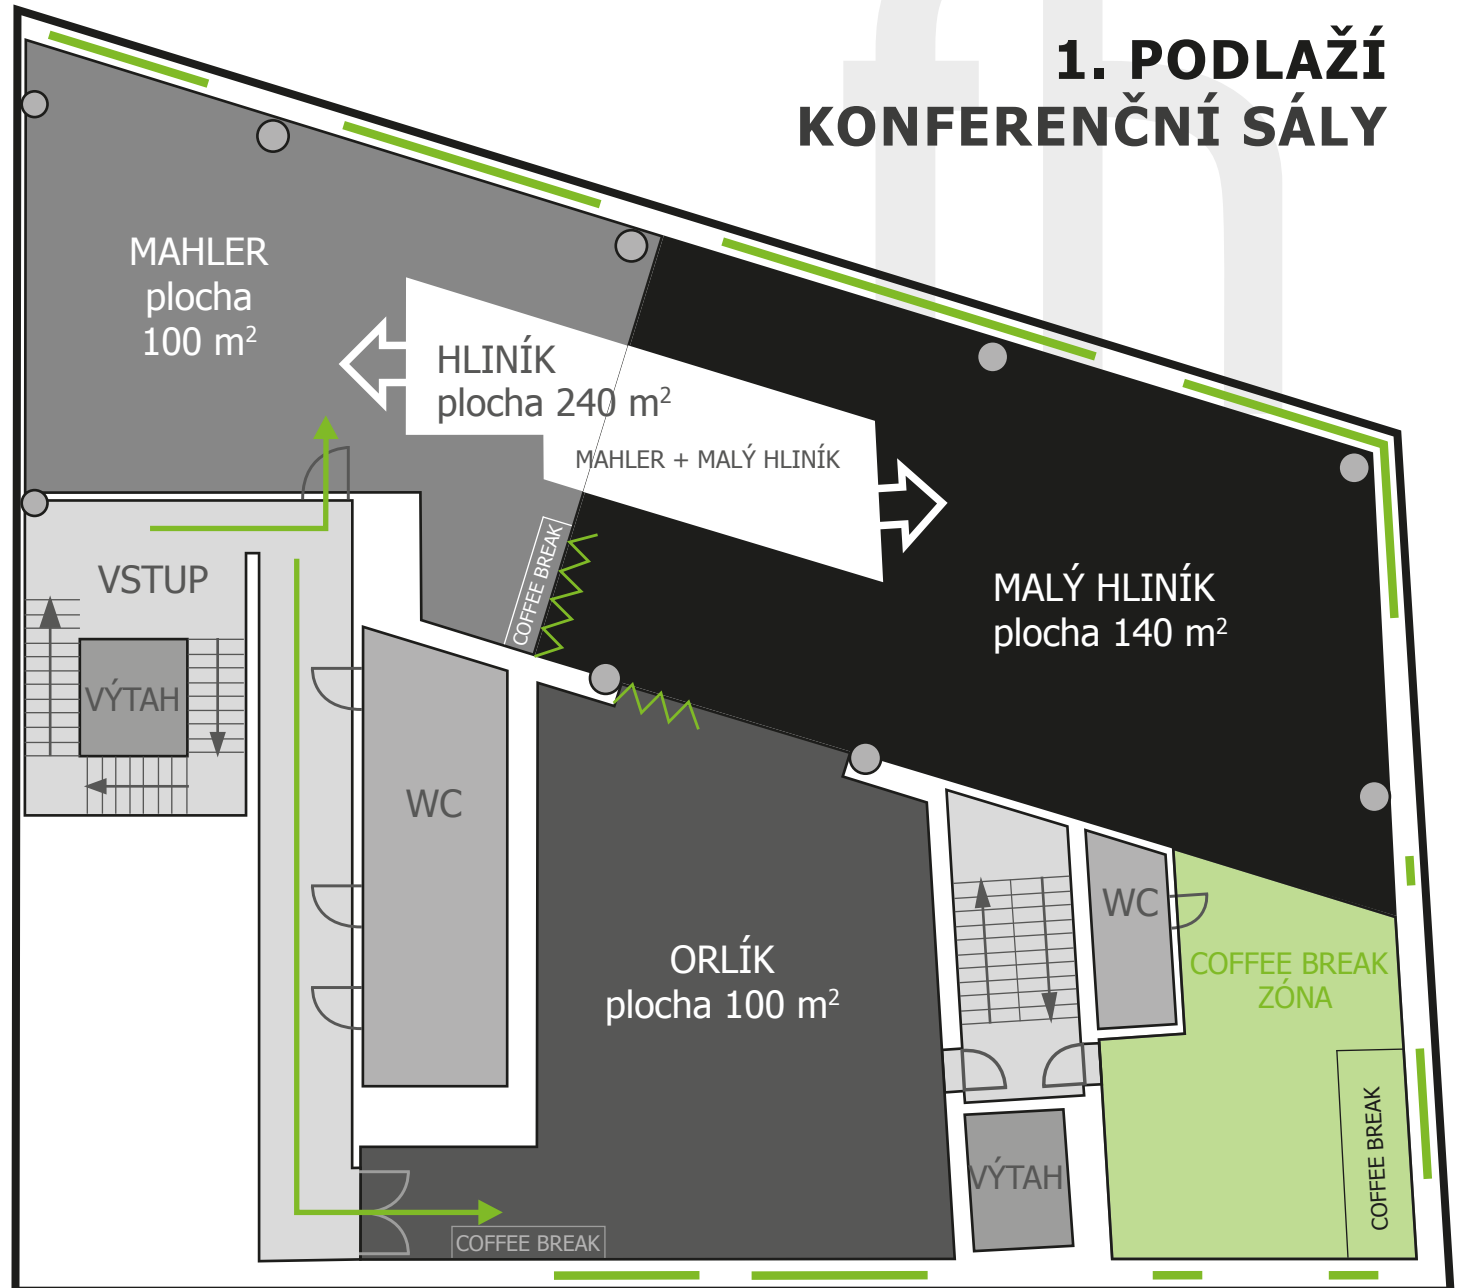 1. PODLAŽÍ
KONFERENČNÍ SÁLY
MAHLER
plocha
100 m²
HLINÍK
plocha 240 m²
MAHLER + MALÝ HLINÍK
COFFEE BREAK
MALÝ HLINÍK
plocha 140 m²
VSTUP
VÝTAH
WC
ORLÍK
plocha 100 m²
WC
COFFEE BREAK
ZÓNA
COFFEE BREAK
VÝTAH
COFFEE BREAK